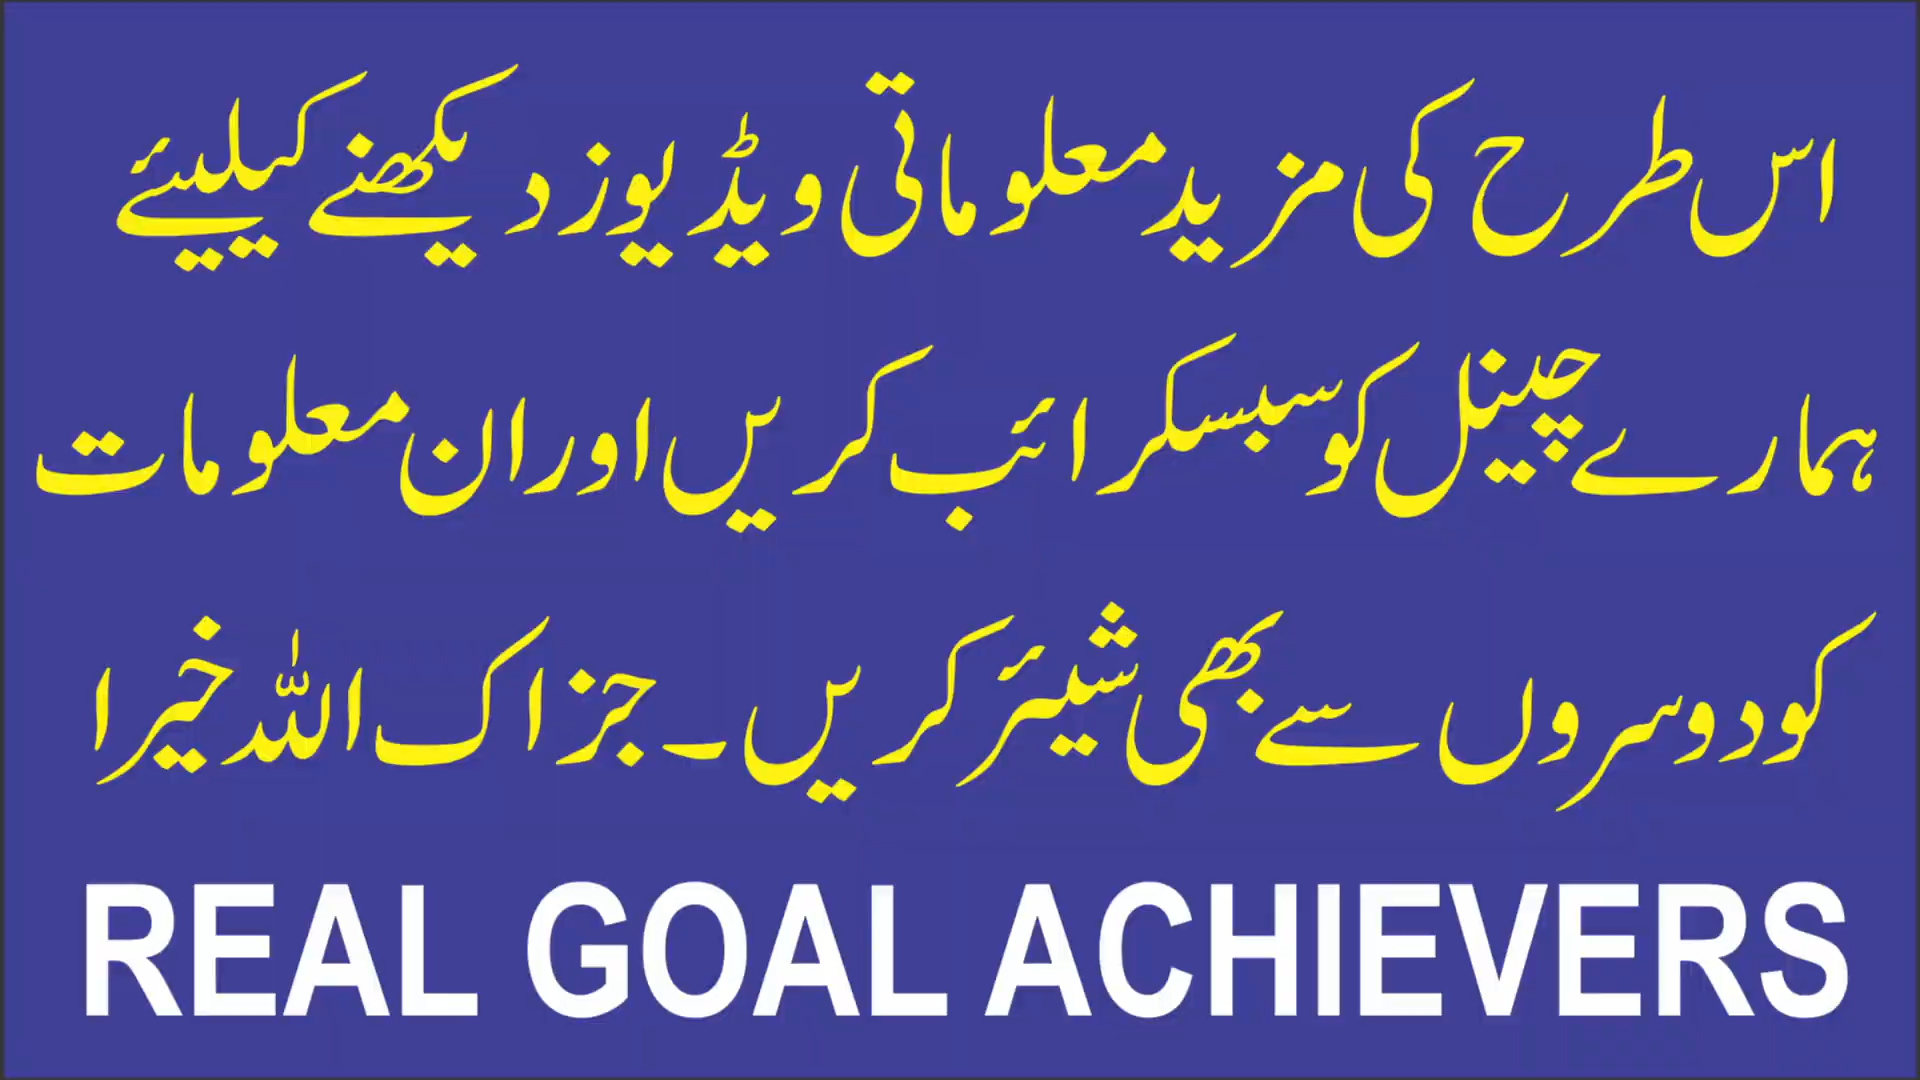 اس طرح کی مزید معلوماتی ویڈیوز دیکھنے کیلیئے
ہمارے چینل کو سبسکرائب کریں اور ان معلومات
کو دوسروں سے بھی شیئر کریں۔ جزاک اللہ خیرا
REAL GOAL ACHIEVERS